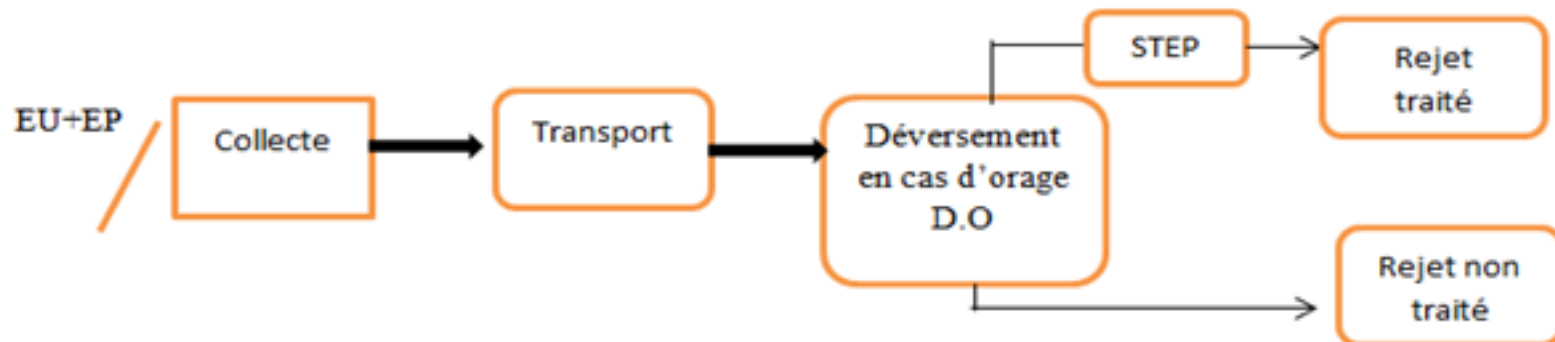 EU+EP
Collecte
Transport
Déversement
en cas d'orage
D.O
STEP
Rejet
traité
Rejet non
traité